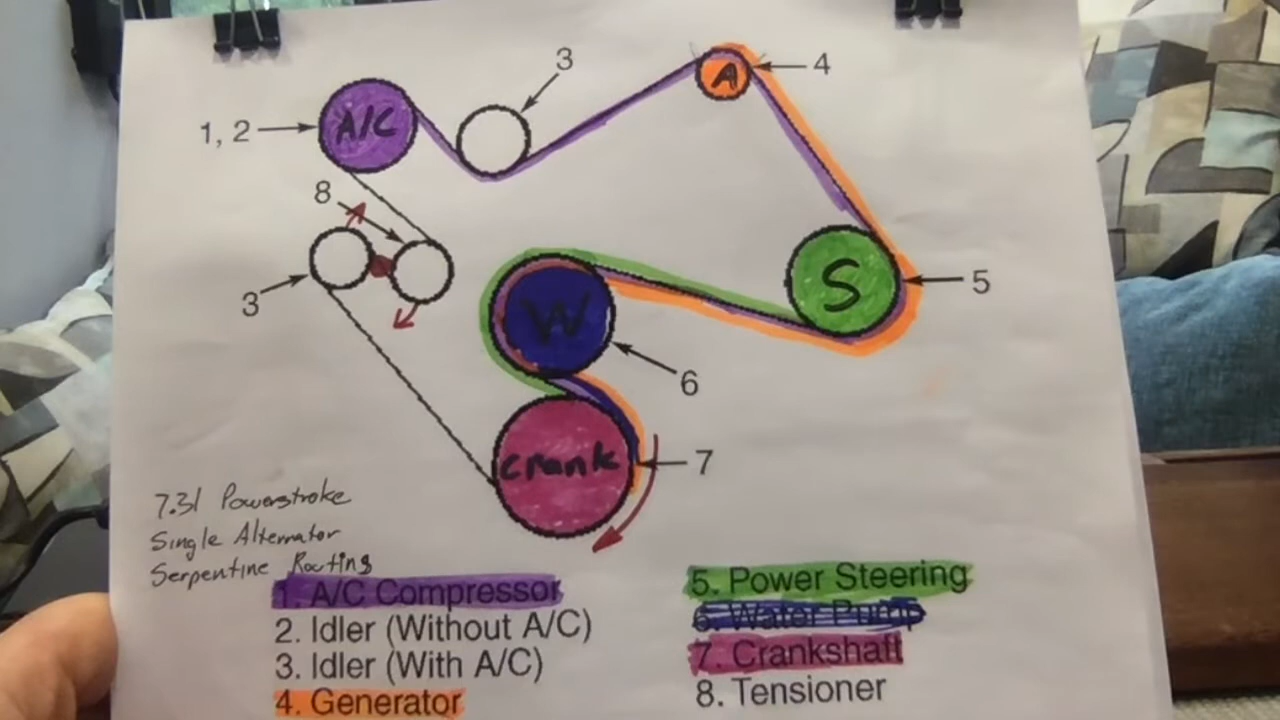 3
A
4
1, 2
A/C
8
S
3
5
W
6
Crank
7
7.3l Powerstroke
Single Alternator
Serpentine Routing
1. A/C Compressor
2. Idler (Without A/C)
3. Idler (With A/C)
4. Generator
5. Power Steering
6. Water Pump
7. Crankshaft
8. Tensioner